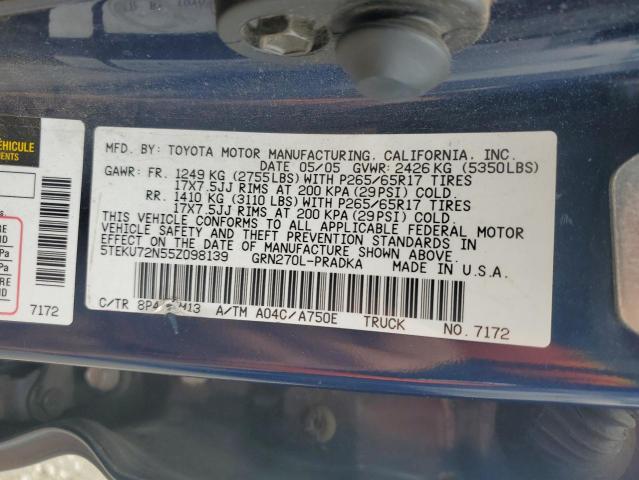 MFD. BY: TOYOTA MOTOR MANUFACTURING, CALIFORNIA, INC.
DATE 05/05 GVWR: 2426 KG (5350LBS)
GAWR: FR. 1249 KG (2755LBS) WITH P265/65R17 TIRES
17X7.5JJ RIMS AT 200 KPA (29PSI) COLD
RR. 1410 KG (3110 LBS) WITH P265/65R17 TIRES
17X7.5JJ RIMS AT 200 KPA (29 PSI) COLD.
THIS VEHICLE CONFORMS TO ALL APPLICABLE FEDERAL MOTOR
VEHICLE SAFETY AND THEFT PREVENTION STANDARDS IN
EFFECT ON THE DATE OF MANUFACTURE SHOWN ABOVE.
5TEKU72N55Z098139 GRN270L-PRADKA MADE IN U.S.A.
C/TR A/TM A04C/A750E TRUCK NO. 7172
7172